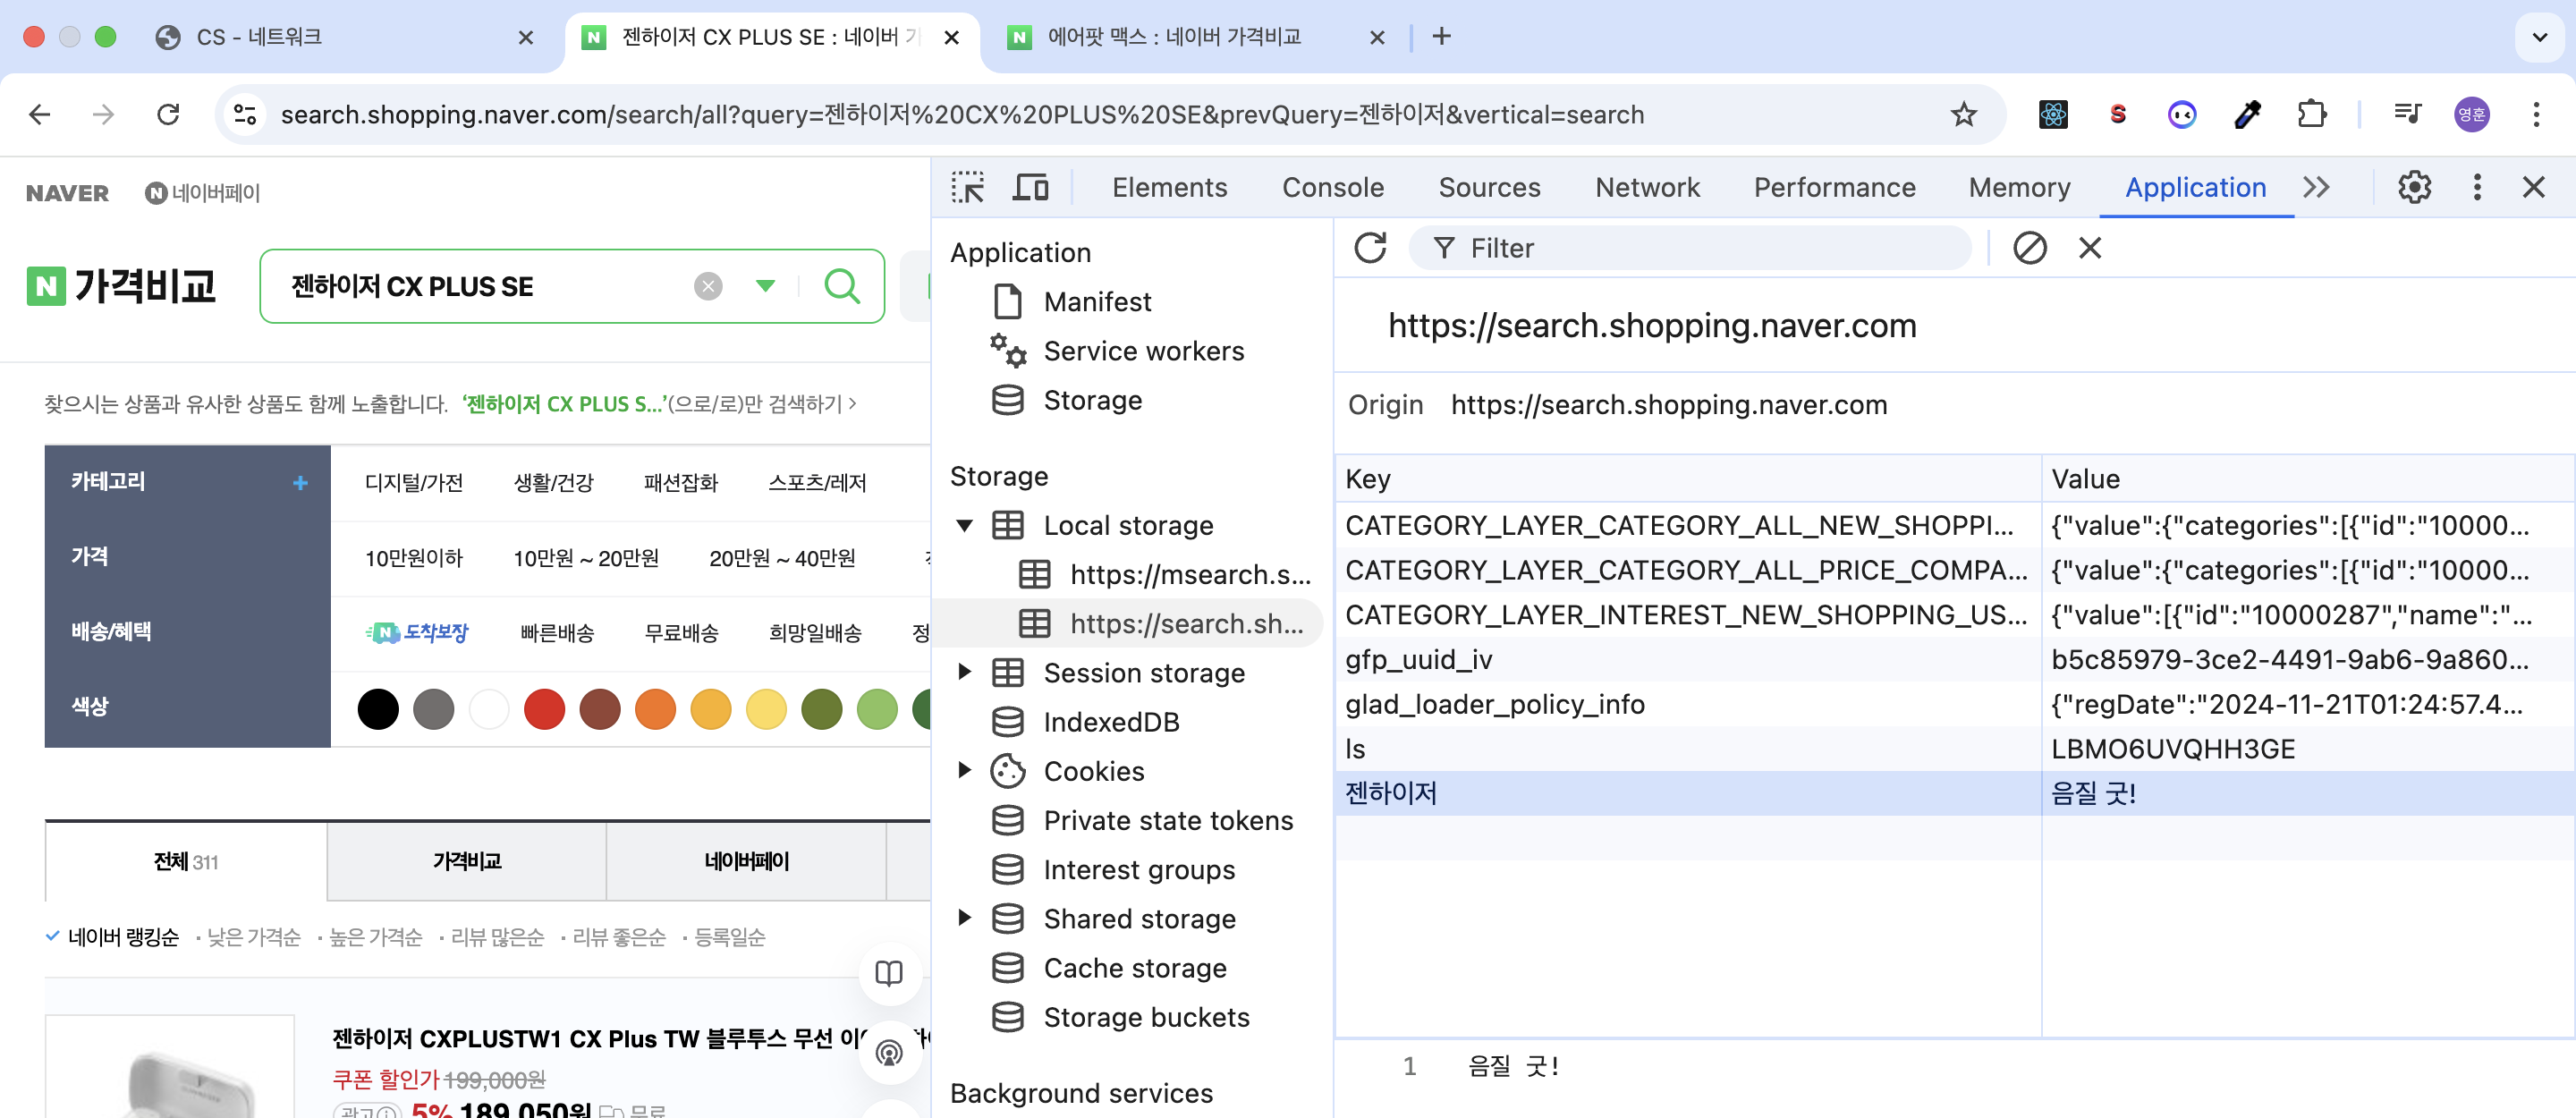 CS - 네트워크
젠하이저 CX PLUS SE : 네이버 가
에어팟 맥스 : 네이버 가격비교
search.shopping.naver.com/search/all?query=젠하이저%20CX%20PLUS%20SE&prevQuery=젠하이저&vertical=search
S
영훈
NAVER
N 네이버페이
N 가격비교
젠하이저 CX PLUS SE
찾으시는 상품과 유사한 상품도 함께 노출합니다. ‘젠하이저 CX PLUS S...’(으로/로)만 검색하기 >
카테고리 +
디지털/가전 생활/건강 패션잡화 스포츠/레저
가격
10만원이하 10만원 ~ 20만원 20만원 ~ 40만원
배송/혜택
N 도착보장 빠른배송 무료배송 희망일배송 정
색상
전체 311
가격비교
네이버페이
네이버 랭킹순 · 낮은 가격순 · 높은 가격순 · 리뷰 많은순 · 리뷰 좋은순 · 등록일순
젠하이저 CXPLUSTW1 CX Plus TW 블루투스 무선
쿠폰 할인가 199,000원
광고 5% 189,050원 무료
Elements Console Sources Network Performance Memory Application
Application
Manifest
Service workers
Storage
Storage
Local storage
https://msearch.s...
https://search.sh...
Session storage
IndexedDB
Cookies
Private state tokens
Interest groups
Shared storage
Cache storage
Storage buckets
Background services
Filter
https://search.shopping.naver.com
Origin https://search.shopping.naver.com
Key Value
CATEGORY_LAYER_CATEGORY_ALL_NEW_SHOPPI... {"value":{"categories":[{"id":"10000...
CATEGORY_LAYER_CATEGORY_ALL_PRICE_COMPA... {"value":{"categories":[{"id":"10000...
CATEGORY_LAYER_INTEREST_NEW_SHOPPING_US... {"value":[{"id":"10000287","name":"...
gfp_uuid_iv b5c85979-3ce2-4491-9ab6-9a860...
glad_loader_policy_info {"regDate":"2024-11-21T01:24:57.4...
ls LBMO6UVQHH3GE
젠하이저 음질 굿!
1 음질 굿!